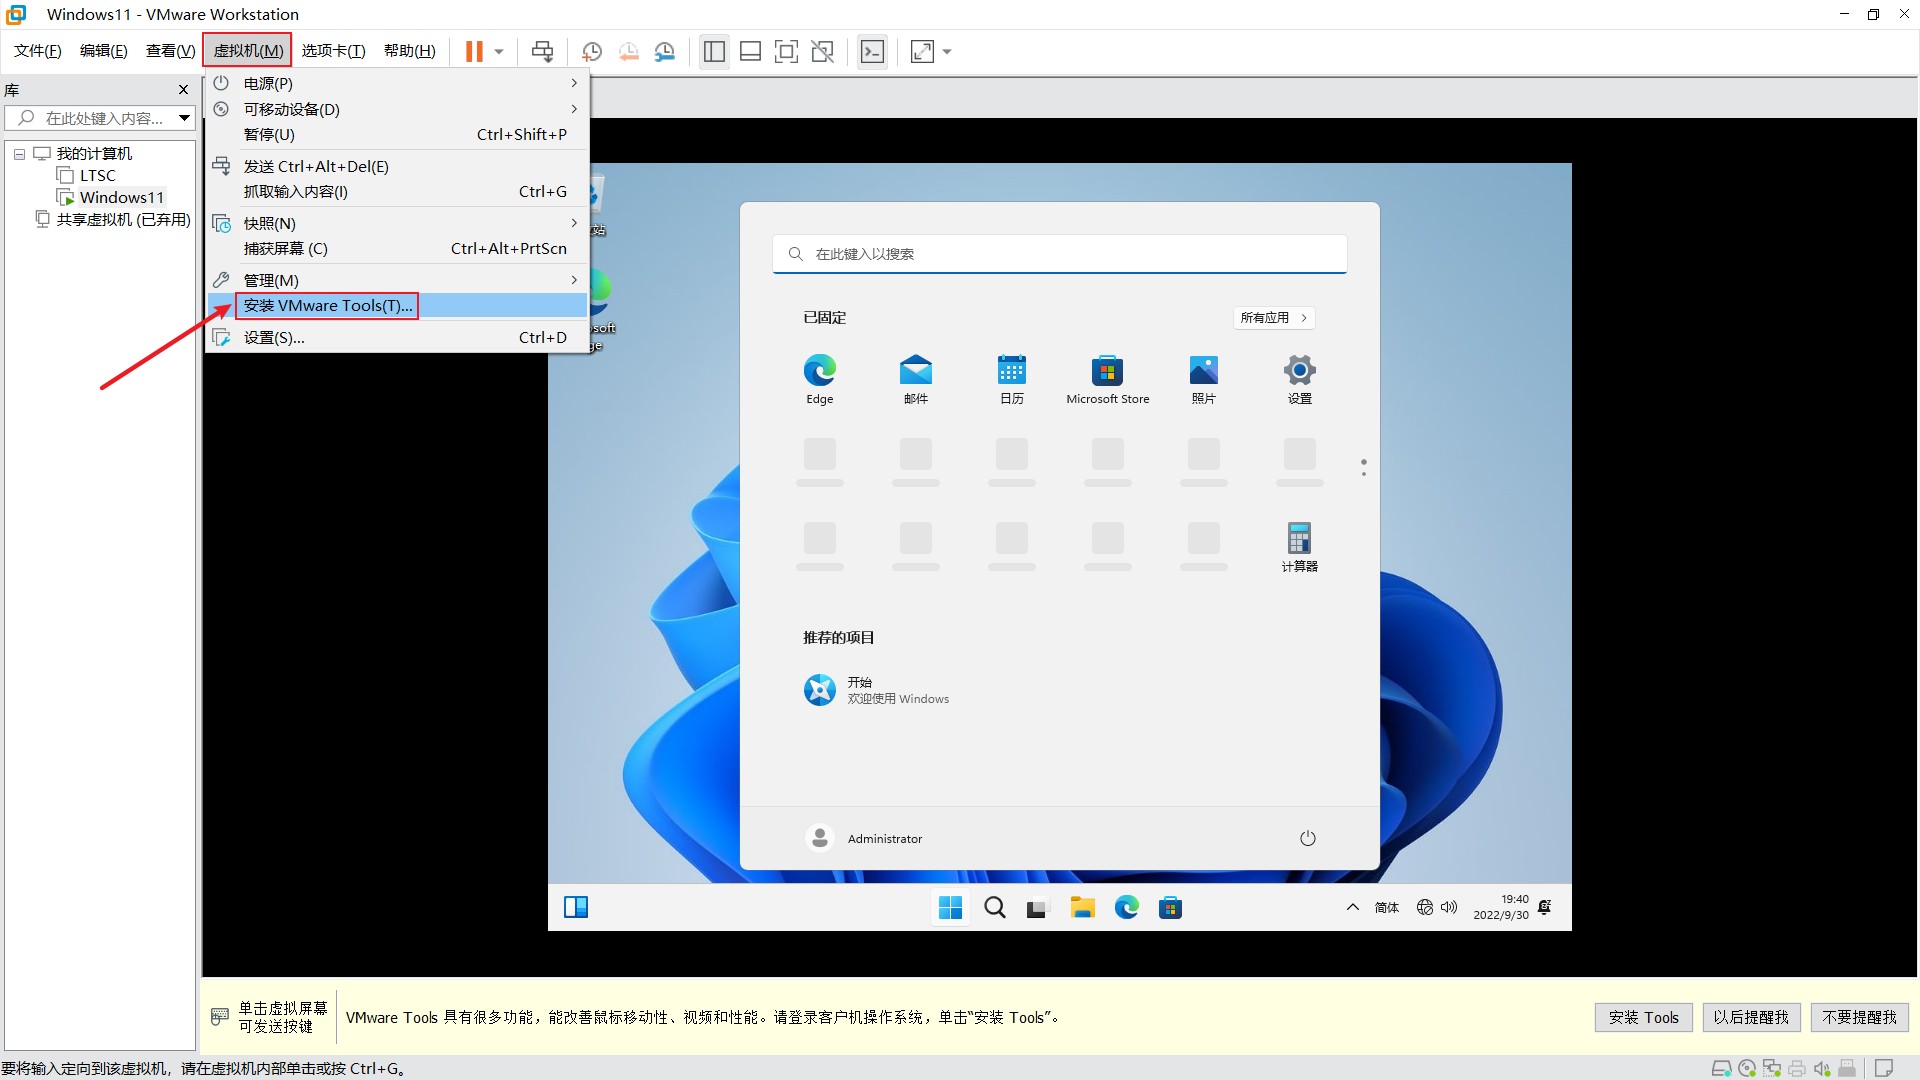 Windows11 - VMware Workstation
文件(F) 编辑(E) 查看(V) 虚拟机(M) 选项卡(T) 帮助(H)
库
在此处键入内容...
我的计算机
LTSC
Windows11
共享虚拟机 (已弃用)
电源(P)
可移动设备(D)
暂停(U) Ctrl+Shift+P
发送 Ctrl+Alt+Del(E)
抓取输入内容(I) Ctrl+G
快照(N)
捕获屏幕 (C) Ctrl+Alt+PrtScn
管理(M)
安装 VMware Tools(T)...
设置(S)... Ctrl+D
站
soft
ge
在此键入以搜索
已固定
所有应用
Edge 邮件 日历 Microsoft Store 照片 设置
计算器
推荐的项目
开始
欢迎使用 Windows
Administrator
简体
19:40
2022/9/30
单击虚拟屏幕
可发送按键
VMware Tools 具有很多功能，能改善鼠标移动性、视频和性能。请登录客户机操作系统，单击“安装 Tools”。
安装 Tools 以后提醒我 不要提醒我
要将输入定向到该虚拟机，请在虚拟机内部单击或按 Ctrl+G。